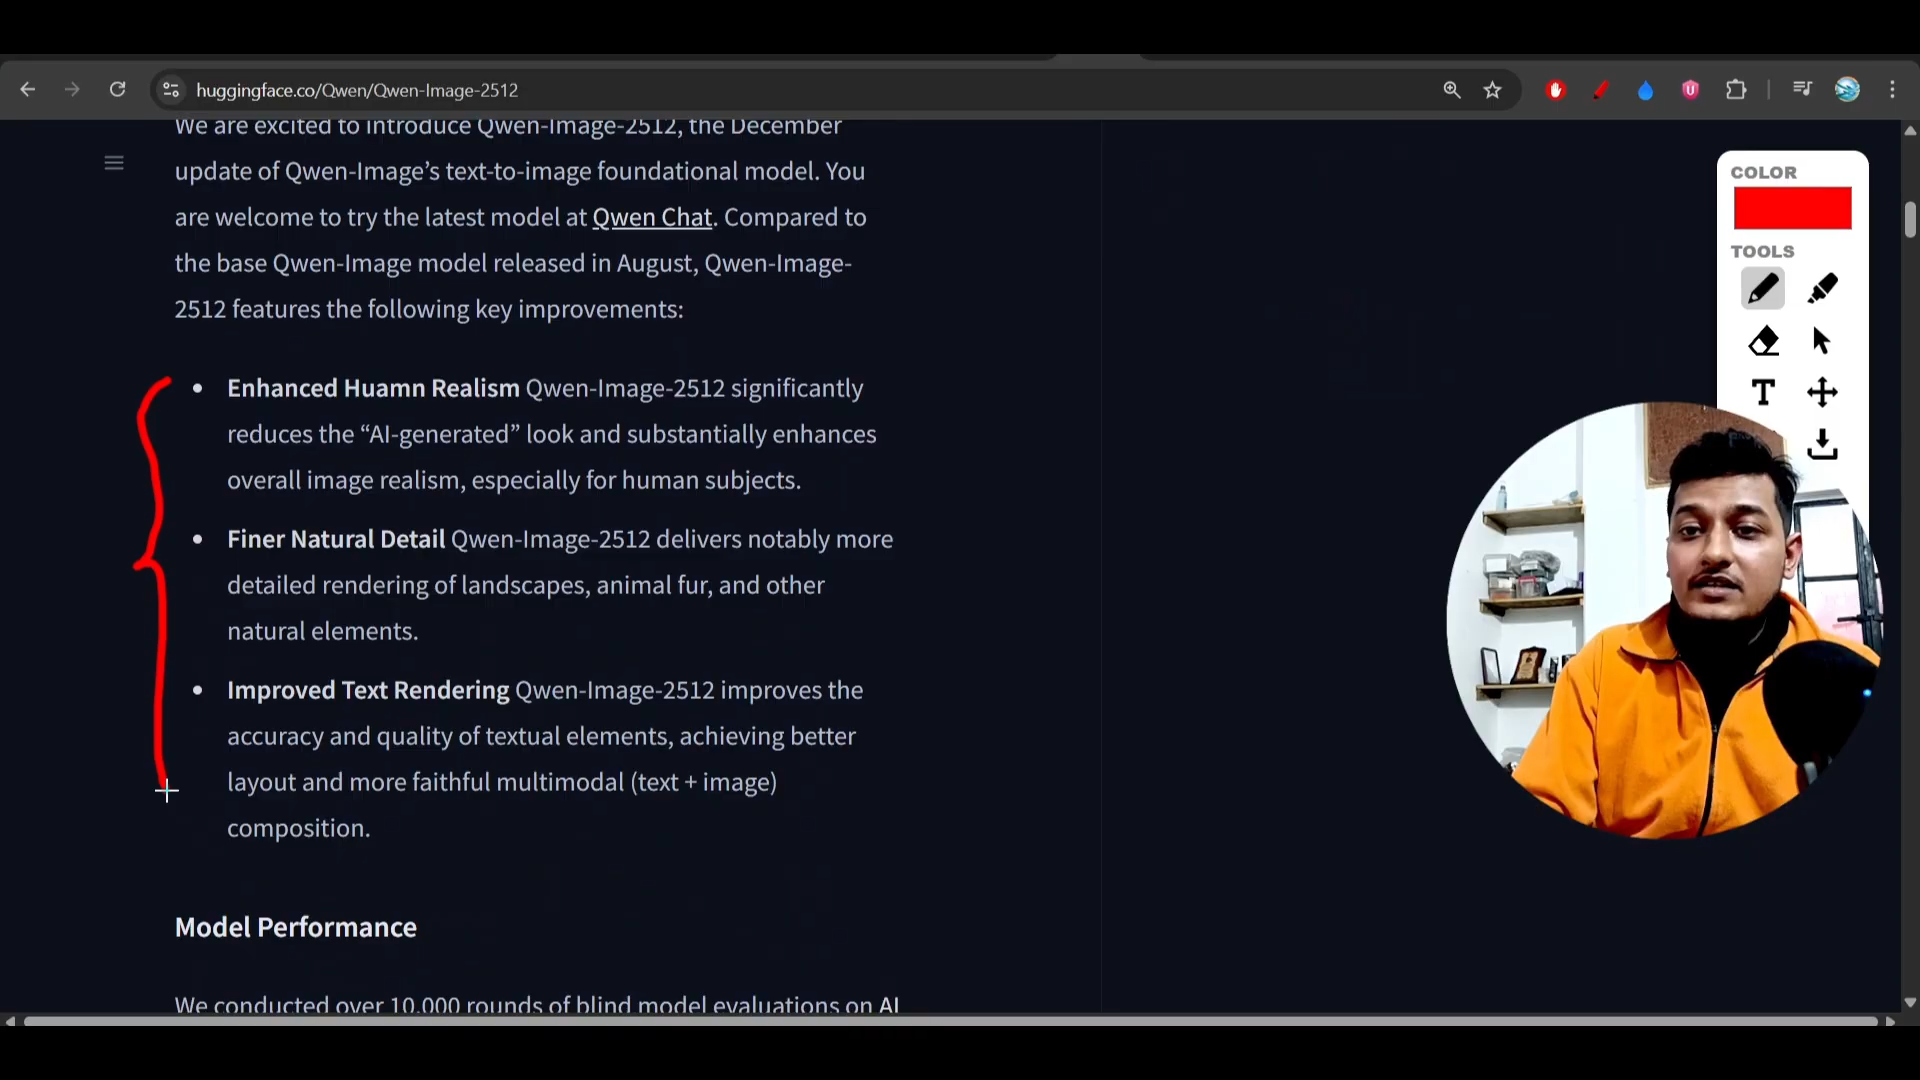 huggingface.co/Qwen/Qwen-Image-2512
We are excited to introduce Qwen-Image-2512, the December
update of Qwen-Image’s text-to-image foundational model. You
are welcome to try the latest model at Qwen Chat. Compared to
the base Qwen-Image model released in August, Qwen-Image-
2512 features the following key improvements:
• Enhanced Huamn Realism Qwen-Image-2512 significantly
reduces the “AI-generated” look and substantially enhances
overall image realism, especially for human subjects.
• Finer Natural Detail Qwen-Image-2512 delivers notably more
detailed rendering of landscapes, animal fur, and other
natural elements.
• Improved Text Rendering Qwen-Image-2512 improves the
accuracy and quality of textual elements, achieving better
layout and more faithful multimodal (text + image)
composition.
Model Performance
We conducted over 10,000 rounds of blind model evaluations on AI
COLOR
TOOLS
T